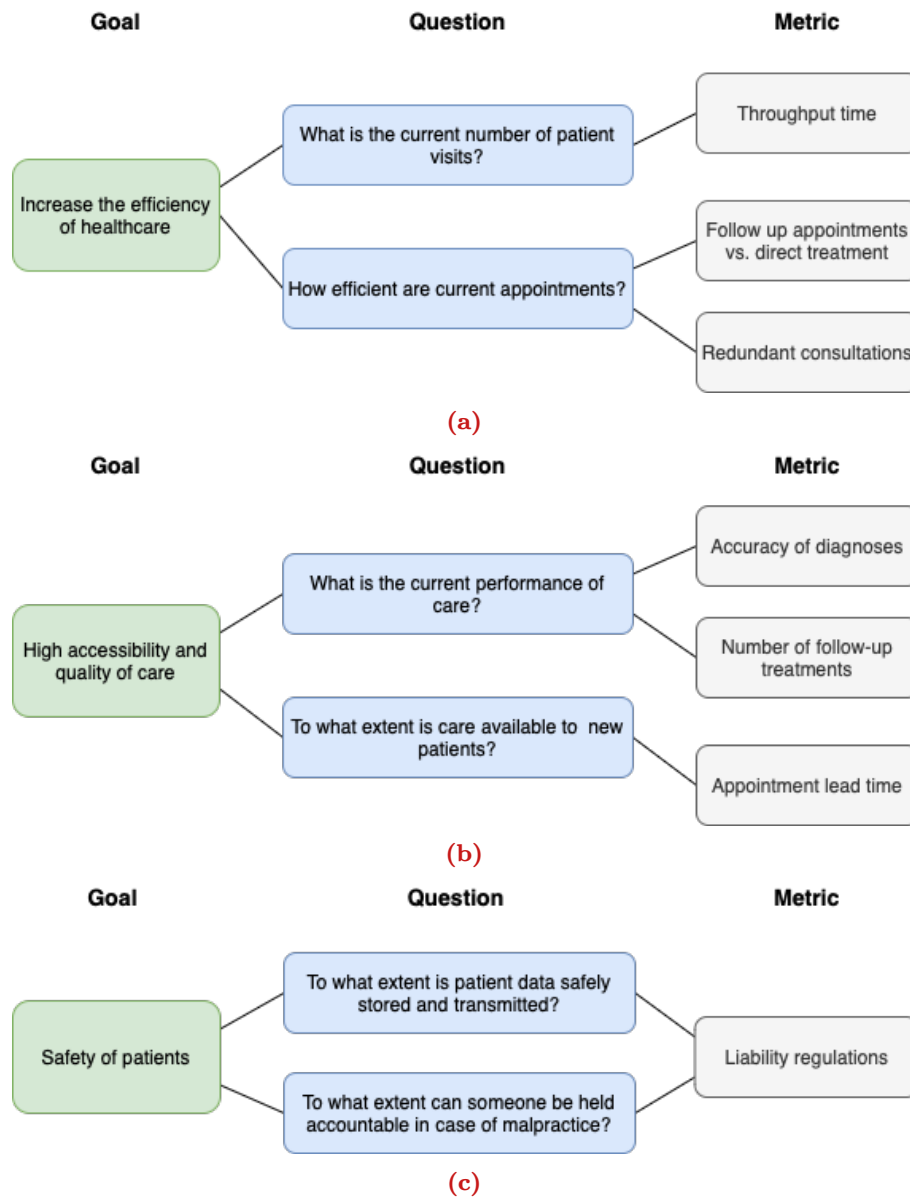 Goal Question Metric
Throughput time
What is the current number of patient
visits?
Increase the efficiency
of healthcare
Follow up appointments
vs. direct treatment
How efficient are current appointments?
Redundant consultations
(a)
Goal Question Metric
Accuracy of diagnoses
What is the current performance of
care?
High accessibility and
quality of care
Number of follow-up
treatments
To what extent is care available to new
patients?
Appointment lead time
(b)
Goal Question Metric
To what extent is patient data safely
stored and transmitted?
Safety of patients
Liability regulations
To what extent can someone be held
accountable in case of malpractice?
(c)